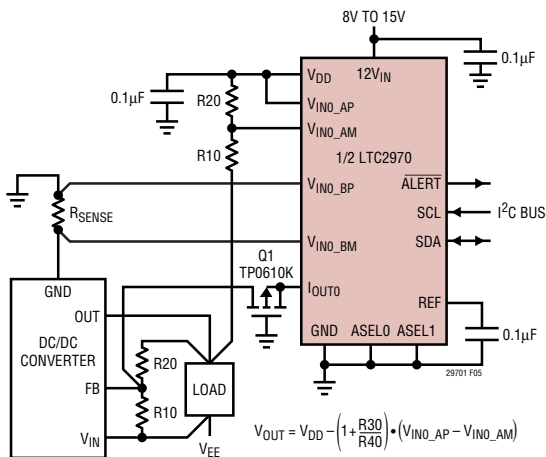 8V TO 15V
0.1µF
0.1µF
R20
R10
V_DD
12V_IN
V_IN0_AP
V_IN0_AM
1/2 LTC2970
V_IN0_BP
ALERT
SCL
I²C BUS
R_SENSE
V_IN0_BM
SDA
Q1
TP0610K
I_OUT0
REF
GND
GND
ASEL0
ASEL1
0.1µF
29701 F05
OUT
DC/DC
CONVERTER
FB
V_IN
R20
R10
LOAD
V_EE
V_OUT = V_DD – (1 + R30/R40) • (V_IN0_AP – V_IN0_AM)